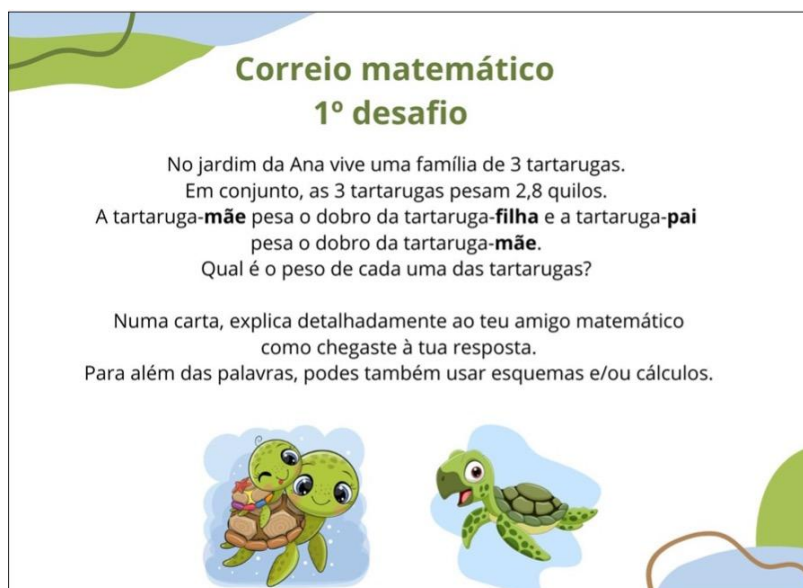 Correio matemático
1º desafio
No jardim da Ana vive uma família de 3 tartarugas.
Em conjunto, as 3 tartarugas pesam 2,8 quilos.
A tartaruga-mãe pesa o dobro da tartaruga-filha e a tartaruga-pai
pesa o dobro da tartaruga-mãe.
Qual é o peso de cada uma das tartarugas?
Numa carta, explica detalhadamente ao teu amigo matemático
como chegaste à tua resposta.
Para além das palavras, podes também usar esquemas e/ou cálculos.